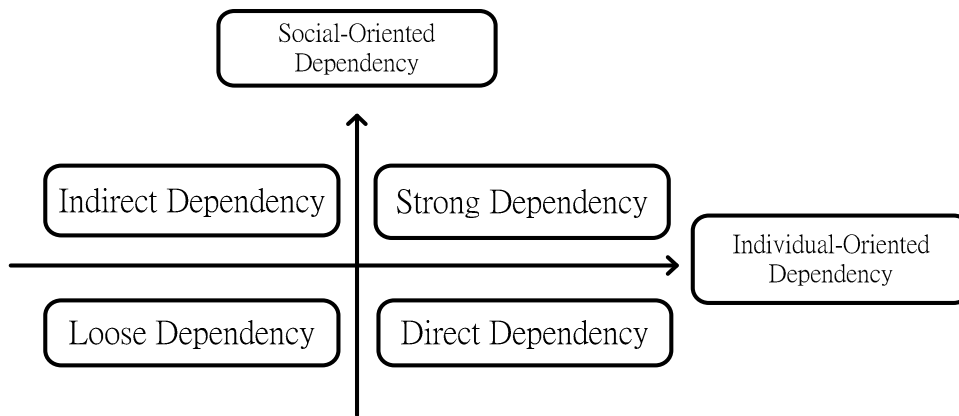 Social-Oriented
Dependency
Indirect Dependency
Strong Dependency
Individual-Oriented
Dependency
Loose Dependency
Direct Dependency